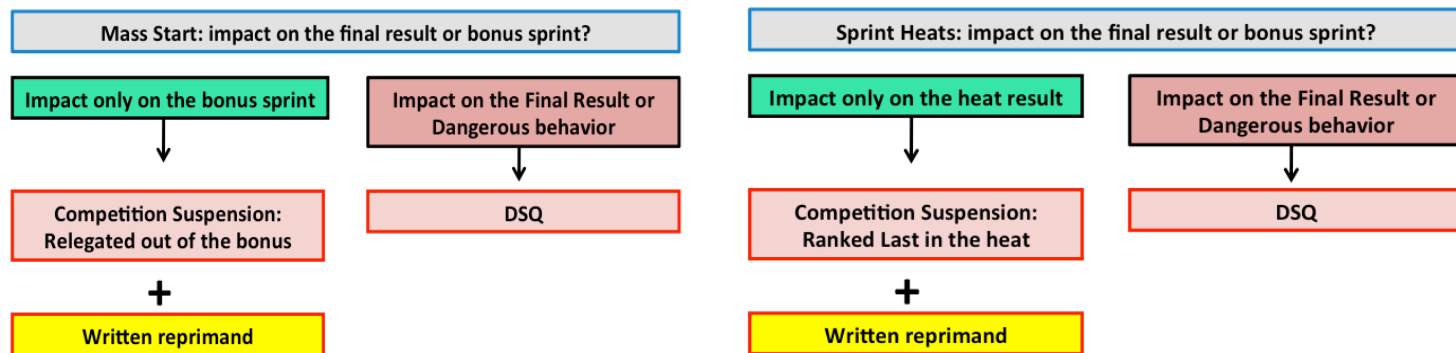 Mass Start: impact on the final result or bonus sprint?
Impact only on the bonus sprint
Impact on the Final Result or
Dangerous behavior
Competition Suspension:
Relegated out of the bonus
DSQ
+
Written reprimand
Sprint Heats: impact on the final result or bonus sprint?
Impact only on the heat result
Impact on the Final Result or
Dangerous behavior
Competition Suspension:
Ranked Last in the heat
DSQ
+
Written reprimand